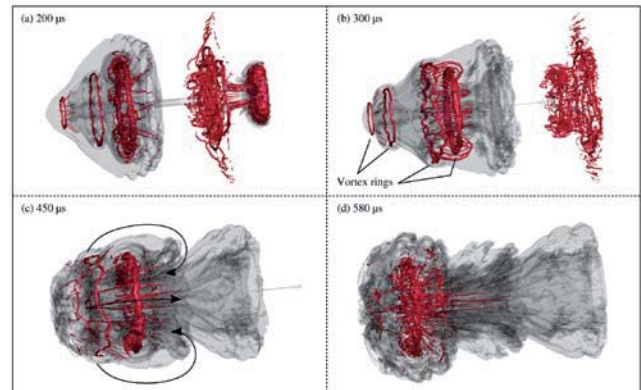 (a) 200 μs
(b) 300 μs
Vortex rings
(c) 450 μs
(d) 580 μs